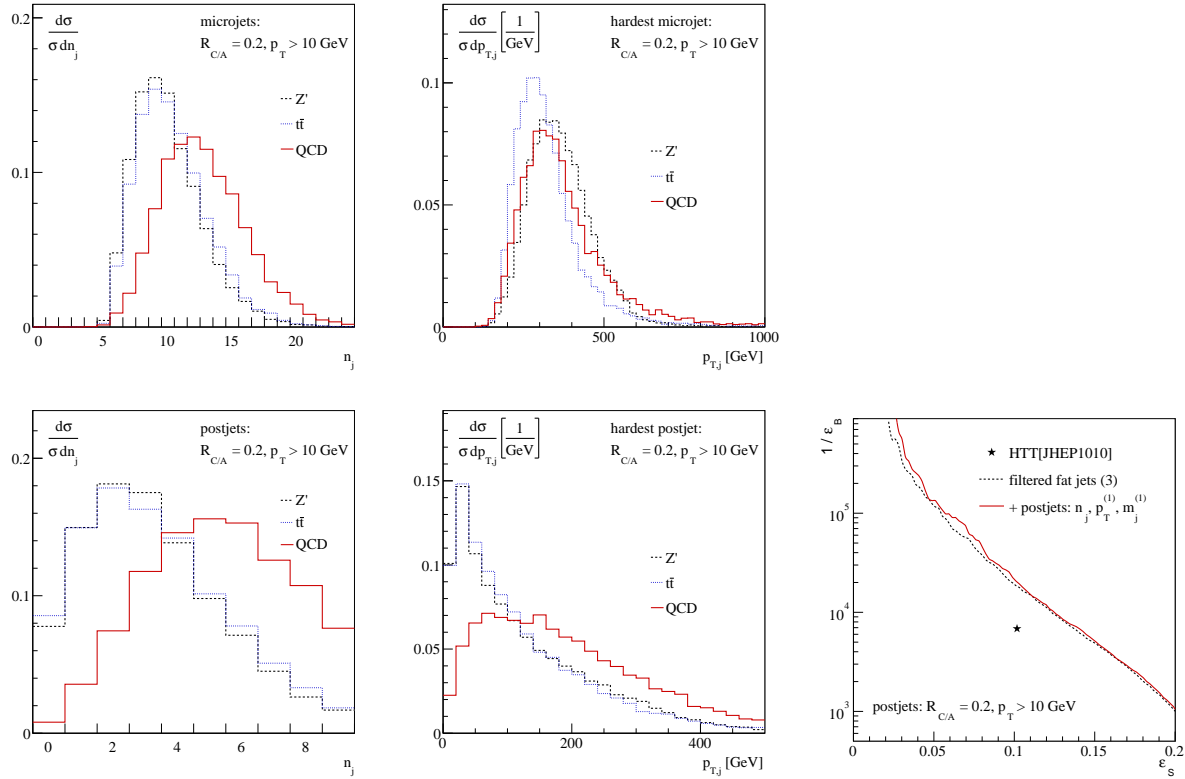 0.2
dσ
σ dn_j
microjets:
R_C/A = 0.2, p_T > 10 GeV
Z'
tt̄
QCD
0.1
0
0 5 10 15 20
n_j
dσ
σ dp_T,j
[1/GeV]
hardest microjet:
R_C/A = 0.2, p_T > 10 GeV
Z'
tt̄
QCD
0.1
0.05
0
0 500 1000
p_T,j [GeV]
dσ
σ dn_j
postjets:
R_C/A = 0.2, p_T > 10 GeV
Z'
tt̄
QCD
0.2
0.1
0
0 2 4 6 8
n_j
dσ
σ dp_T,j
[1/GeV]
hardest postjet:
R_C/A = 0.2, p_T > 10 GeV
Z'
tt̄
QCD
0.15
0.1
0.05
0
0 200 400
p_T,j [GeV]
1 / ε_B
HTT[JHEP1010]
filtered fat jets (3)
+ postjets: n_j, p_T^(1), m_j^(1)
10^5
10^4
10^3
postjets: R_C/A = 0.2, p_T > 10 GeV
0 0.05 0.1 0.15 0.2
ε_S